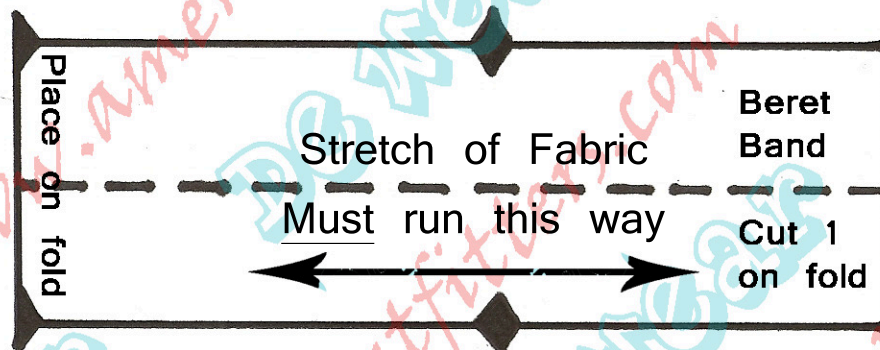 Place on fold
Stretch of Fabric
Must run this way
Beret
Band
Cut 1
on fold